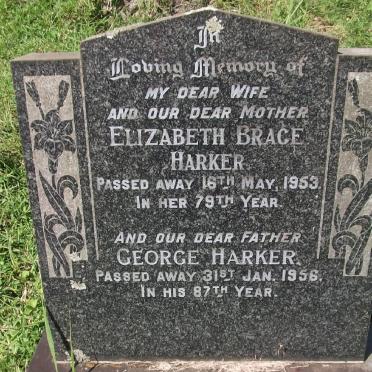 In
Loving Memory of
MY DEAR WIFE
AND OUR DEAR MOTHER
ELIZABETH BRACE
HARKER.
PASSED AWAY 16TH MAY, 1953.
IN HER 79TH YEAR.
AND OUR DEAR FATHER
GEORGE HARKER.
PASSED AWAY 31ST JAN. 1956.
IN HIS 87TH YEAR.